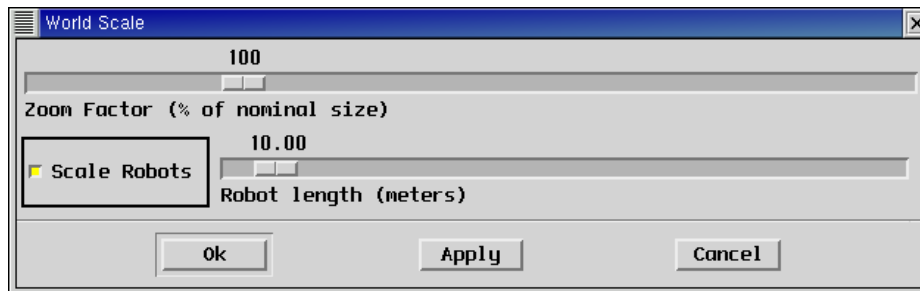 World Scale
100
Zoom Factor (% of nominal size)
10.00
Scale Robots
Robot length (meters)
Ok
Apply
Cancel